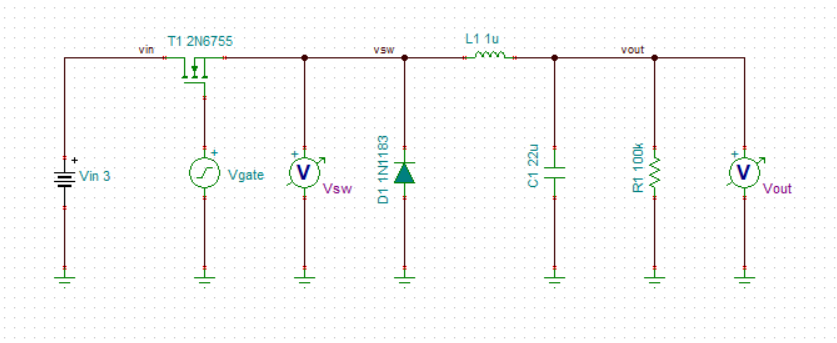 T1 2N6755
L1 1u
vin
vsw
vout
+
Vin 3
+
Vgate
+
V
Vsw
D1 1N1183
C1 22u
R1 100k
+
V
Vout